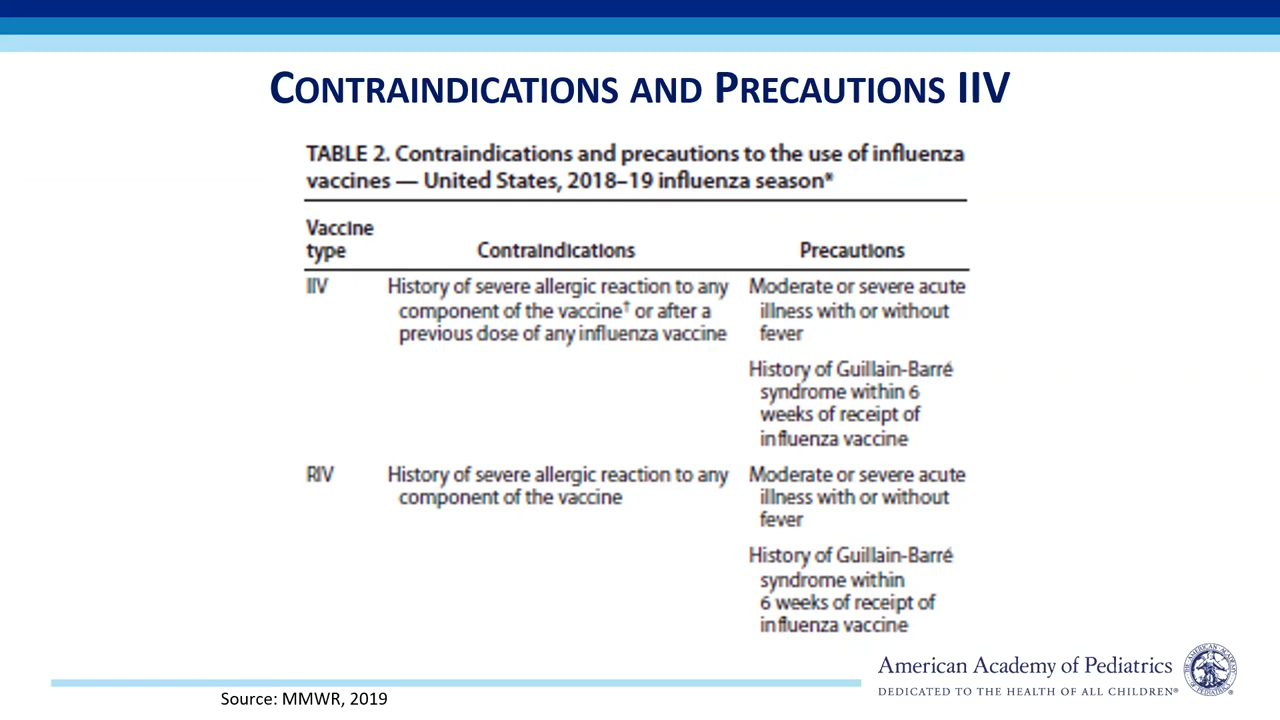 CONTRAINDICATIONS AND PRECAUTIONS IIV
TABLE 2. Contraindications and precautions to the use of influenza
vaccines — United States, 2018–19 influenza season*
Vaccine
type
Contraindications
Precautions
IIV
History of severe allergic reaction to any
component of the vaccine† or after a
previous dose of any influenza vaccine
Moderate or severe acute
illness with or without
fever
History of Guillain-Barré
syndrome within 6
weeks of receipt of
influenza vaccine
RIV
History of severe allergic reaction to any
component of the vaccine
Moderate or severe acute
illness with or without
fever
History of Guillain-Barré
syndrome within
6 weeks of receipt of
influenza vaccine
American Academy of Pediatrics
DEDICATED TO THE HEALTH OF ALL CHILDREN®
Source: MMWR, 2019